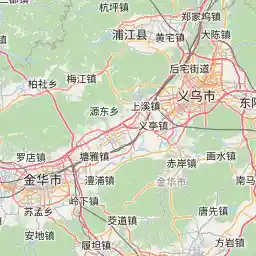 杭坪镇
郑家坞镇
浦江县
黄宅镇
大陈镇
后宅街道
梅江镇
柏社乡
义乌市
源东乡
上溪镇
东阳
义亭镇
罗店镇
塘雅镇
赤岸镇
画水镇
金华市
澧浦镇
金华市
南马
岭下镇
苏孟乡
茭道镇
唐先镇
安地镇
履坦镇
方岩镇